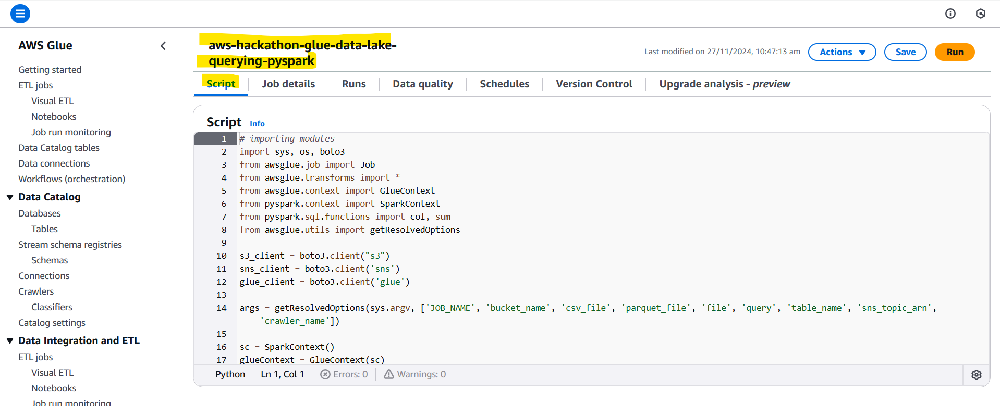 AWS Glue
Getting started
ETL jobs
Visual ETL
Notebooks
Job run monitoring
Data Catalog tables
Data connections
Workflows (orchestration)
Data Catalog
Databases
Tables
Stream schema registries
Schemas
Connections
Crawlers
Classifiers
Catalog settings
Data Integration and ETL
ETL jobs
Visual ETL
Notebooks
Job run monitoring
aws-hackathon-glue-data-lake-
querying-pyspark
Last modified on 27/11/2024, 10:47:13 am
Actions
Save
Run
Script
Job details
Runs
Data quality
Schedules
Version Control
Upgrade analysis - preview
Script Info
1 # importing modules
2 import sys, os, boto3
3 from awsglue.job import Job
4 from awsglue.transforms import *
5 from awsglue.context import GlueContext
6 from pyspark.context import SparkContext
7 from pyspark.sql.functions import col, sum
8 from awsglue.utils import getResolvedOptions
9
10 s3_client = boto3.client("s3")
11 sns_client = boto3.client('sns')
12 glue_client = boto3.client('glue')
13
14 args = getResolvedOptions(sys.argv, ['JOB_NAME', 'bucket_name', 'csv_file', 'parquet_file', 'file', 'query', 'table_name', 'sns_topic_arn',
'crawler_name'])
15
16 sc = SparkContext()
17 glueContext = GlueContext(sc)
Python Ln 1, Col 1 Errors: 0 Warnings: 0